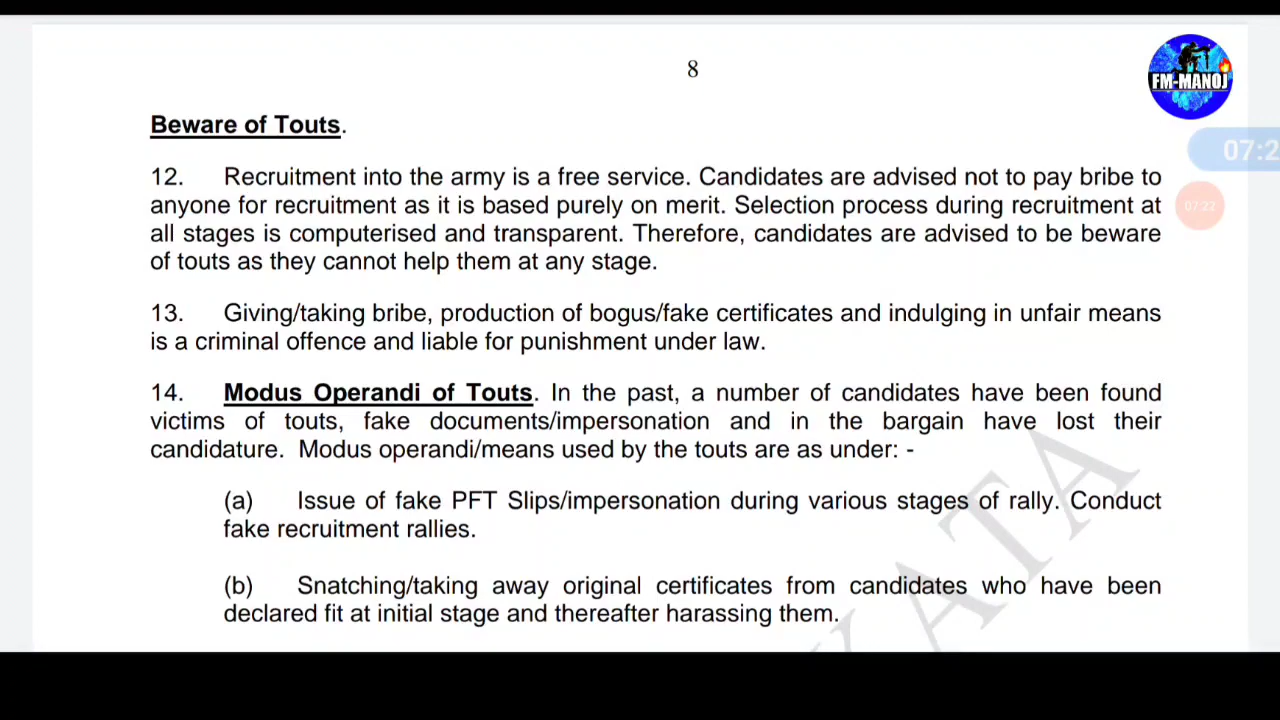 8
FM-MANOJ
Beware of Touts.
07:2
12. Recruitment into the army is a free service. Candidates are advised not to pay bribe to
anyone for recruitment as it is based purely on merit. Selection process during recruitment at
07:22
all stages is computerised and transparent. Therefore, candidates are advised to be beware
of touts as they cannot help them at any stage.
13. Giving/taking bribe, production of bogus/fake certificates and indulging in unfair means
is a criminal offence and liable for punishment under law.
14. Modus Operandi of Touts. In the past, a number of candidates have been found
victims of touts, fake documents/impersonation and in the bargain have lost their
candidature. Modus operandi/means used by the touts are as under: -
(a) Issue of fake PFT Slips/impersonation during various stages of rally. Conduct
fake recruitment rallies.
(b) Snatching/taking away original certificates from candidates who have been
declared fit at initial stage and thereafter harassing them.
KATA